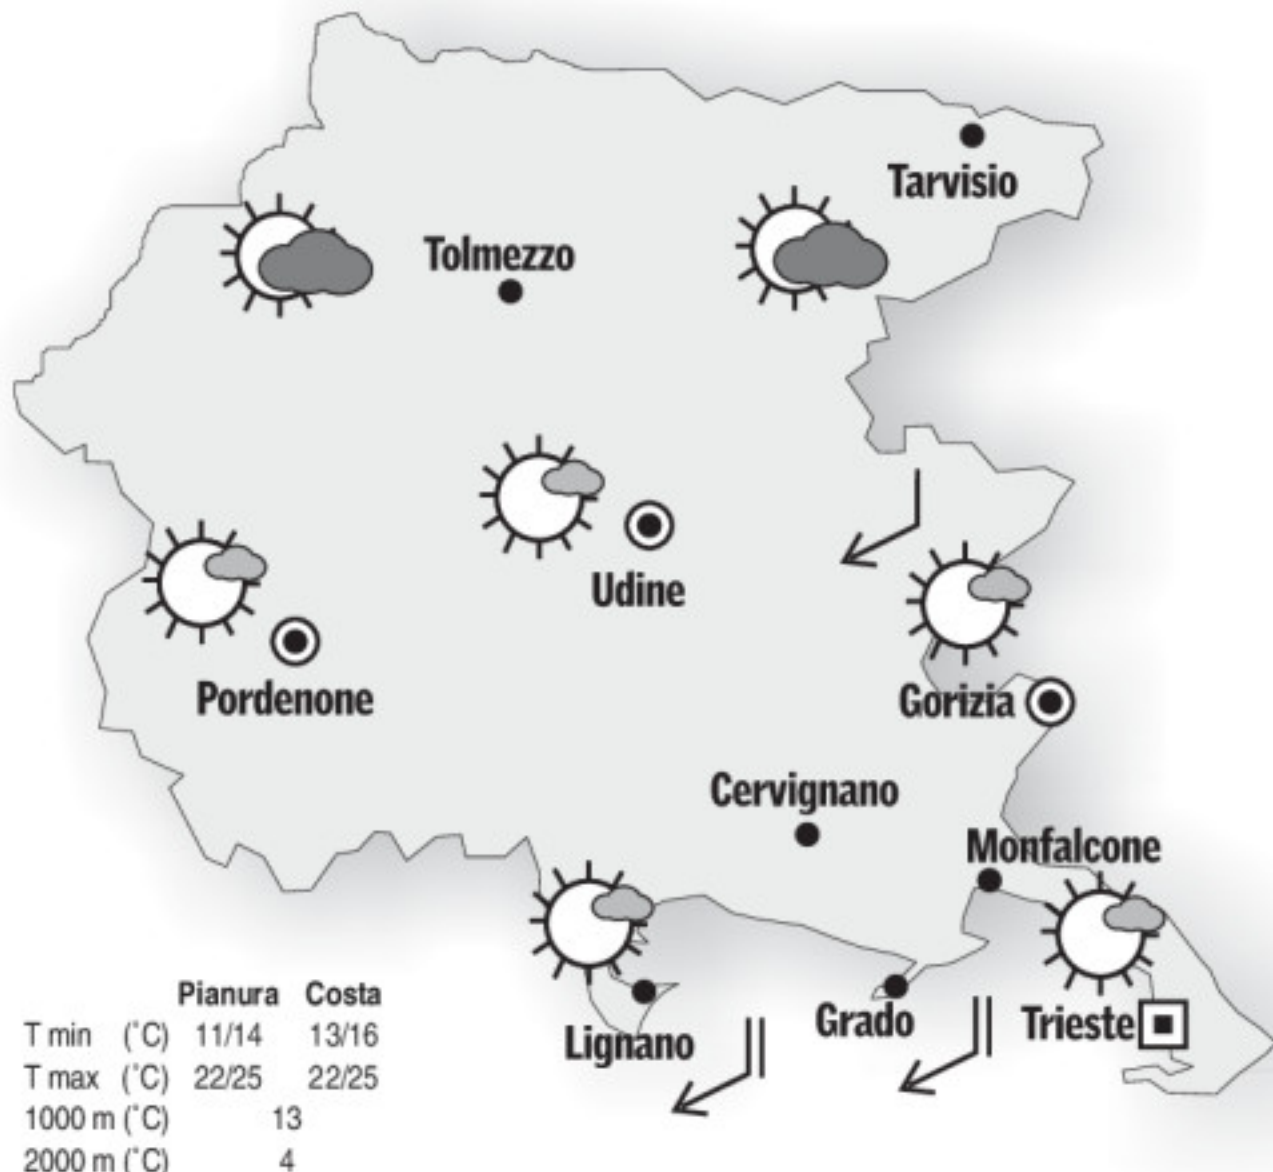 Tarvisio
Tolmezzo
Udine
Pordenone
Gorizia
Cervignano
Monfalcone
Grado
Trieste
Lignano
Pianura Costa
T min (°C) 11/14 13/16
T max (°C) 22/25 22/25
1000 m (°C) 13
2000 m (°C) 4